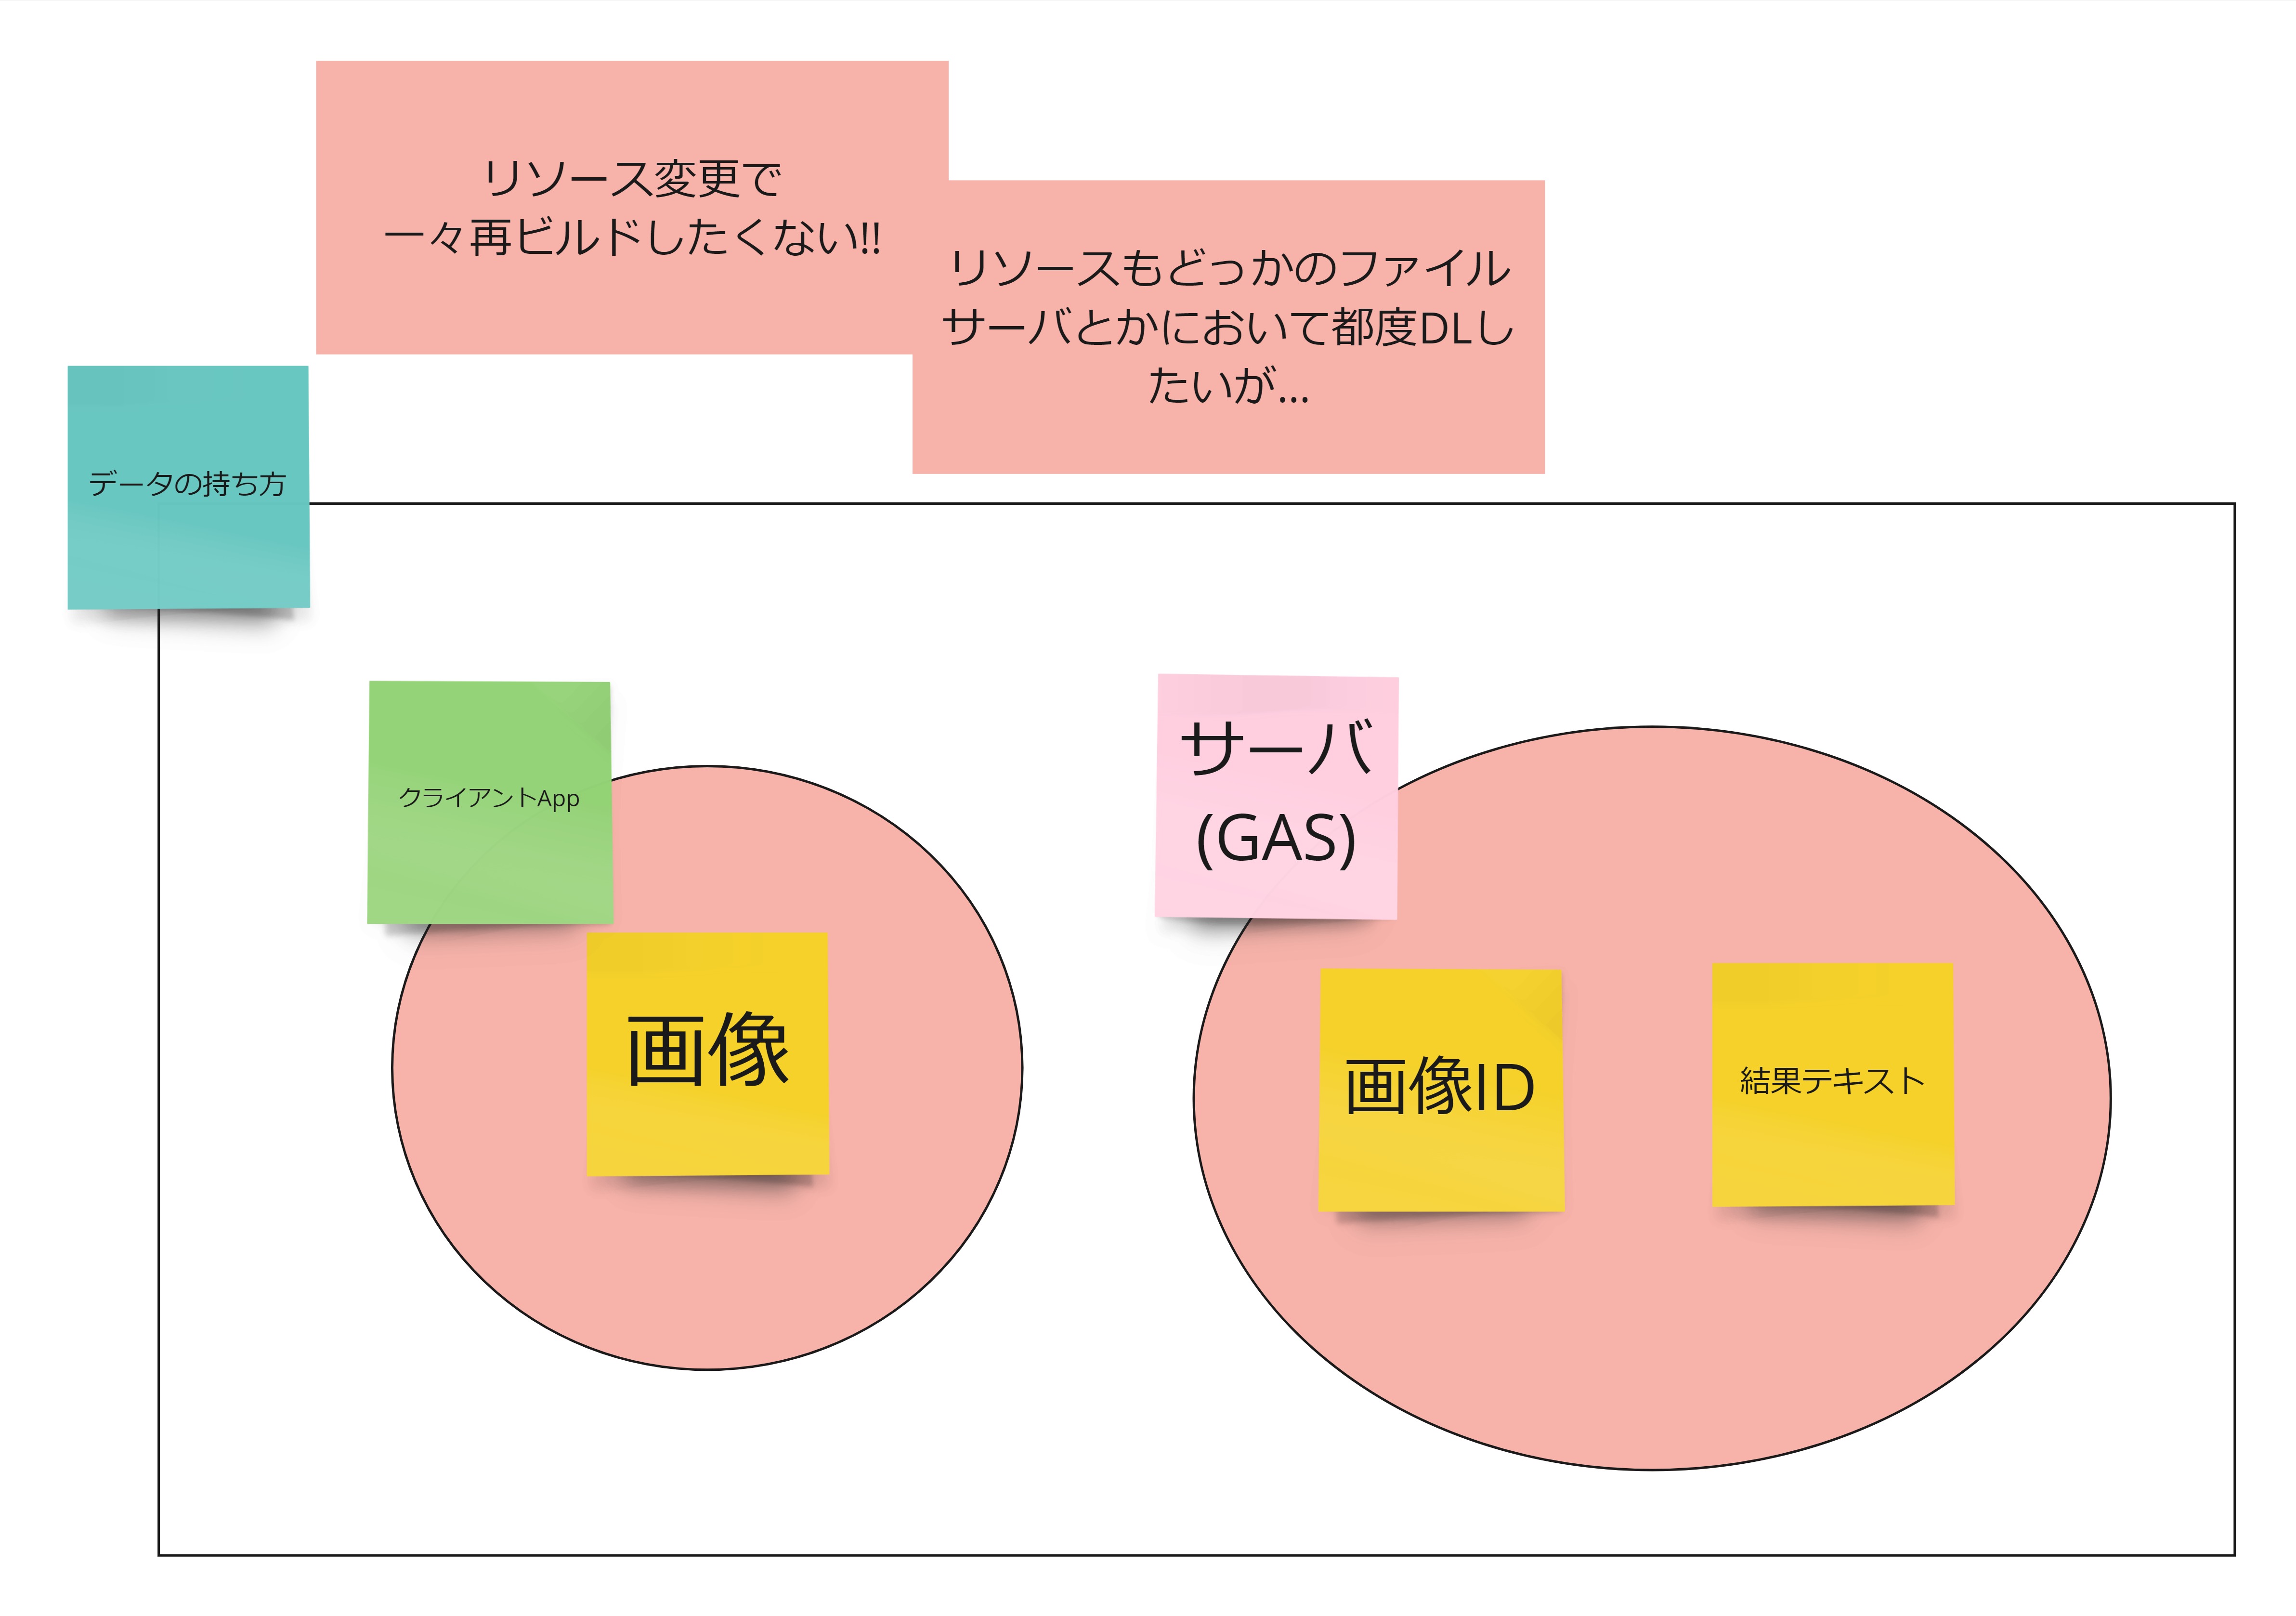 リソース変更で
一々再ビルドしたくない!!
リソースもどっかのファイル
サーバとかにおいて都度DLし
たいが...
データの持ち方
クライアントApp
画像
サーバ
(GAS)
画像ID
結果テキスト